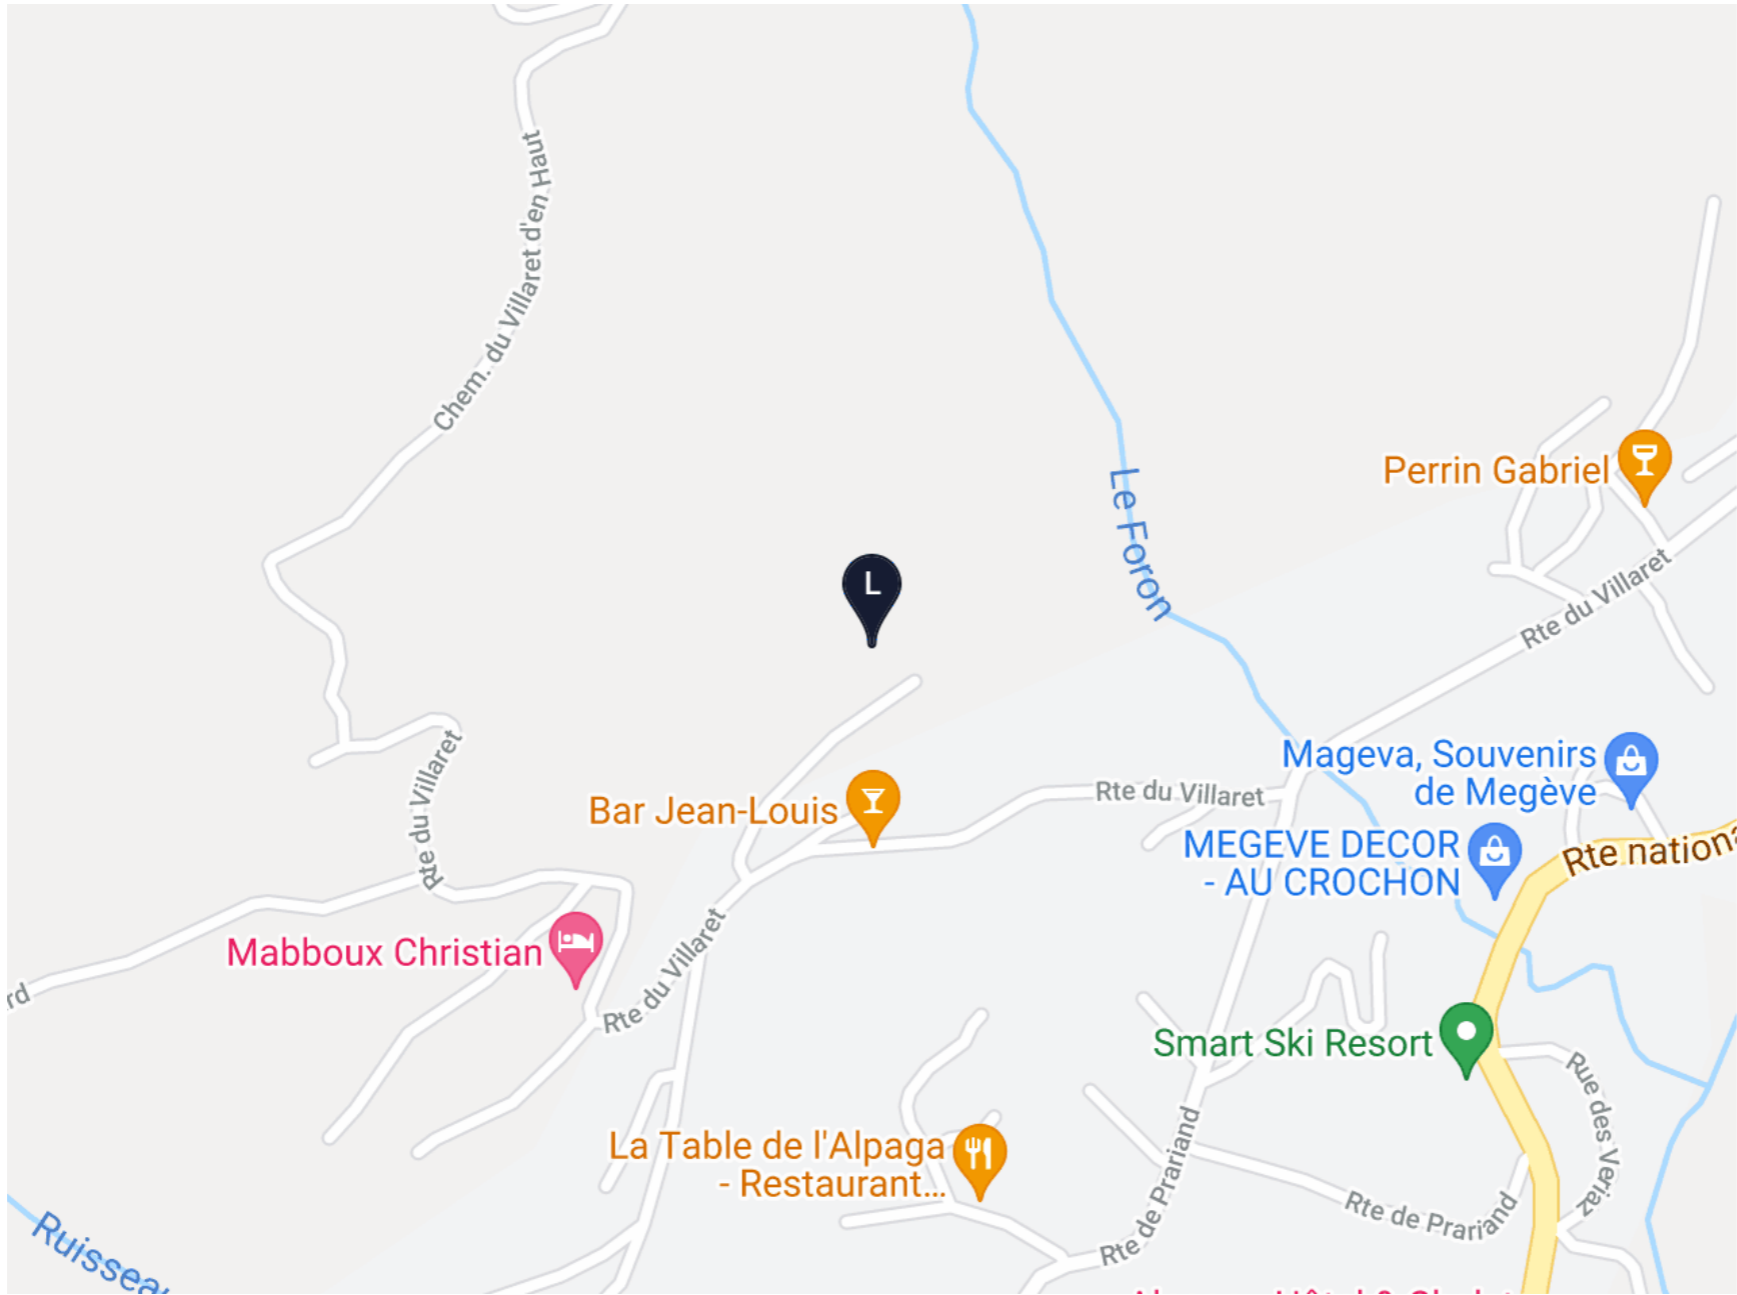 Chem. du Villaret d'en Haut
Le Foron
Perrin Gabriel
L
Rte du Villaret
Rte du Villaret
Mageva, Souvenirs
de Megève
Bar Jean-Louis
Rte du Villaret
MEGEVE DECOR
- AU CROCHON
Rte nationa
Mabboux Christian
Rte du Villaret
rd
Smart Ski Resort
Rue des Veriaz
La Table de l'Alpaga
- Restaurant...
Rte de Prariand
Rte de Prariand
Ruisseau